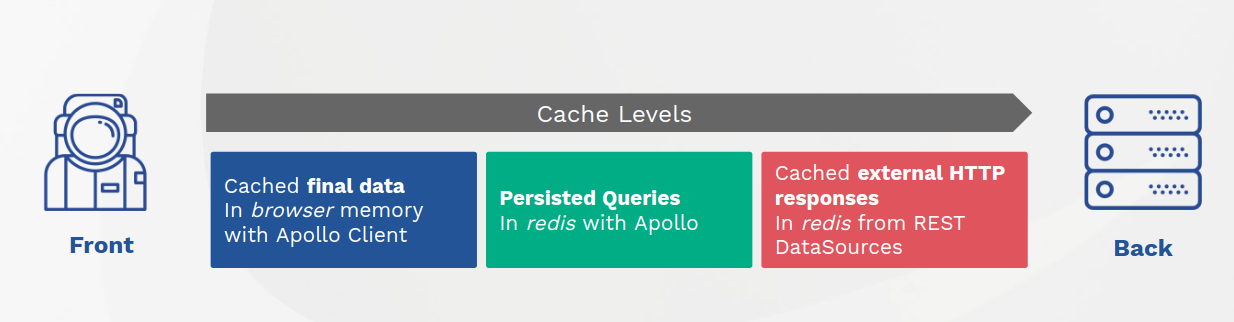 Cache Levels
Cached final data
In browser memory
with Apollo Client
Persisted Queries
In redis with Apollo
Cached external HTTP
responses
In redis from REST
DataSources
Front
Back